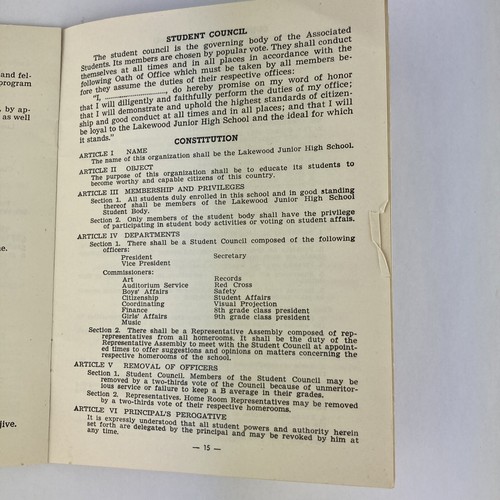 and fel-
program
by ap-
as well
ne.
jive.
STUDENT COUNCIL
The student council is the governing body of the Associated
Students. Its members are chosen by popular vote. They shall conduct
themselves at all times and in all places in accordance with the
following Oath of Office which must be taken by all members be-
fore they assume the duties of their respective offices:
"I, ........................, do hereby promise on my word of honor
that I will diligently and faithfully perform the duties of my office;
that I will demonstrate and uphold the highest standards of citizen-
ship and good conduct at all times and in all places; and that I will
be loyal to the Lakewood Junior High School and the ideal for which
it stands."
CONSTITUTION
ARTICLE I NAME
The name of this organization shall be the Lakewood Junior High School.
ARTICLE II OBJECT
The purpose of this organization shall be to educate its students to
become worthy and capable citizens of this country.
ARTICLE III MEMBERSHIP AND PRIVILEGES
Section 1. All students duly enrolled in this school and in good standing
thereof shall be members of the Lakewood Junior High School
Student Body.
Section 2. Only members of the student body shall have the privilege
of participating in student body activities or voting on student affais.
ARTICLE IV DEPARTMENTS
Section 1. There shall be a Student Council composed of the following
officers:
President Secretary
Vice President
Commissioners:
Art Records
Auditorium Service Red Cross
Boys' Affairs Safety
Citizenship Student Affairs
Coordinating Visual Projection
Finance 8th grade class president
Girls' Affairs 9th grade class president
Music
Section 2. There shall be a Representative Assembly composed of rep-
representatives from all homerooms. It shall be the duty of the
Representative Assembly to meet with the Student Council at appoint-
ed times to offer suggestions and opinions on matters concerning the
respective homerooms of the school.
ARTICLE V REMOVAL OF OFFICERS
Section 1. Student Council. Members of the Student Council may be
removed by a two-thirds vote of the Council because of unmeritor-
ious service or failure to keep a B average in their grades.
Section 2. Representatives. Home Room Representatives may be removed
by a two-thirds vote of their respective homerooms.
ARTICLE VI PRINCIPAL'S PEROGATIVE
It is expressly understood that all student powers and authority herein
set forth are delegated by the principal and may be revoked by him at
any time.
— 15 —